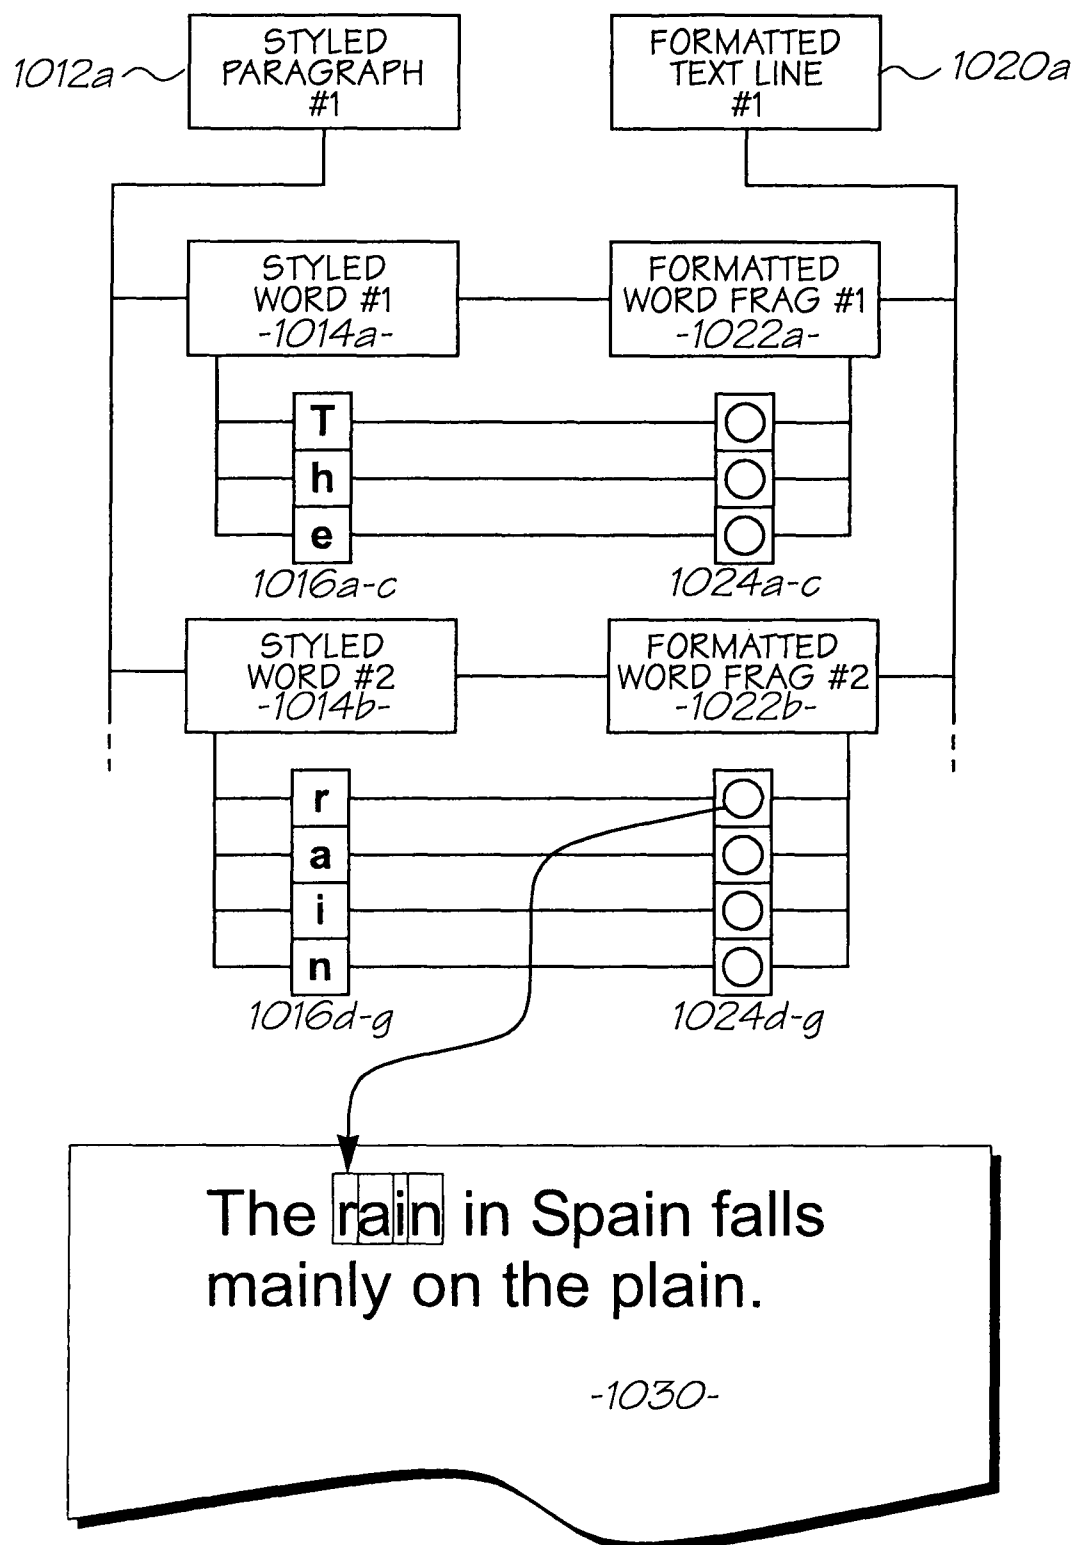 1012a
STYLED
PARAGRAPH
#1
FORMATTED
TEXT LINE
#1
1020a
STYLED
WORD #1
-1014a-
FORMATTED
WORD FRAG #1
-1022a-
T
h
e
1016a-c
1024a-c
STYLED
WORD #2
-1014b-
FORMATTED
WORD FRAG #2
-1022b-
r
a
i
n
1016d-g
1024d-g
The rain in Spain falls
mainly on the plain.
-1030-